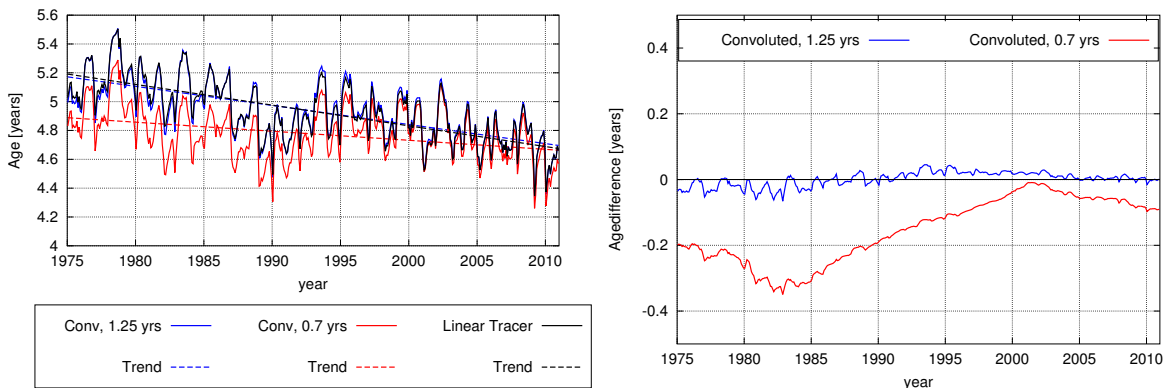 5.6
5.4
5.2
5
4.8
4.6
4.4
4.2
4
Age [years]
1975 1980 1985 1990 1995 2000 2005 2010
year
Conv, 1.25 yrs Conv, 0.7 yrs Linear Tracer
Trend Trend Trend
Convoluted, 1.25 yrs Convoluted, 0.7 yrs
0.4
0.2
0
-0.2
-0.4
Agedifference [years]
1975 1980 1985 1990 1995 2000 2005 2010
year